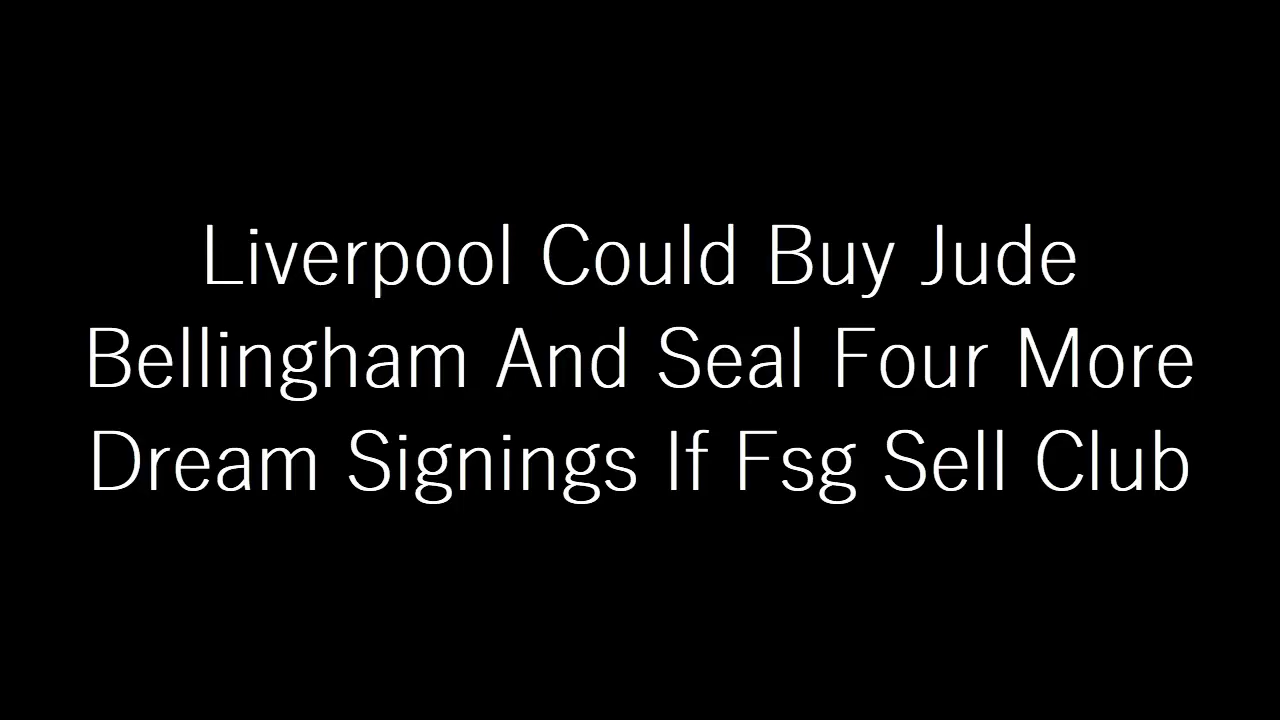 Liverpool Could Buy Jude
Bellingham And Seal Four More
Dream Signings If Fsg Sell Club